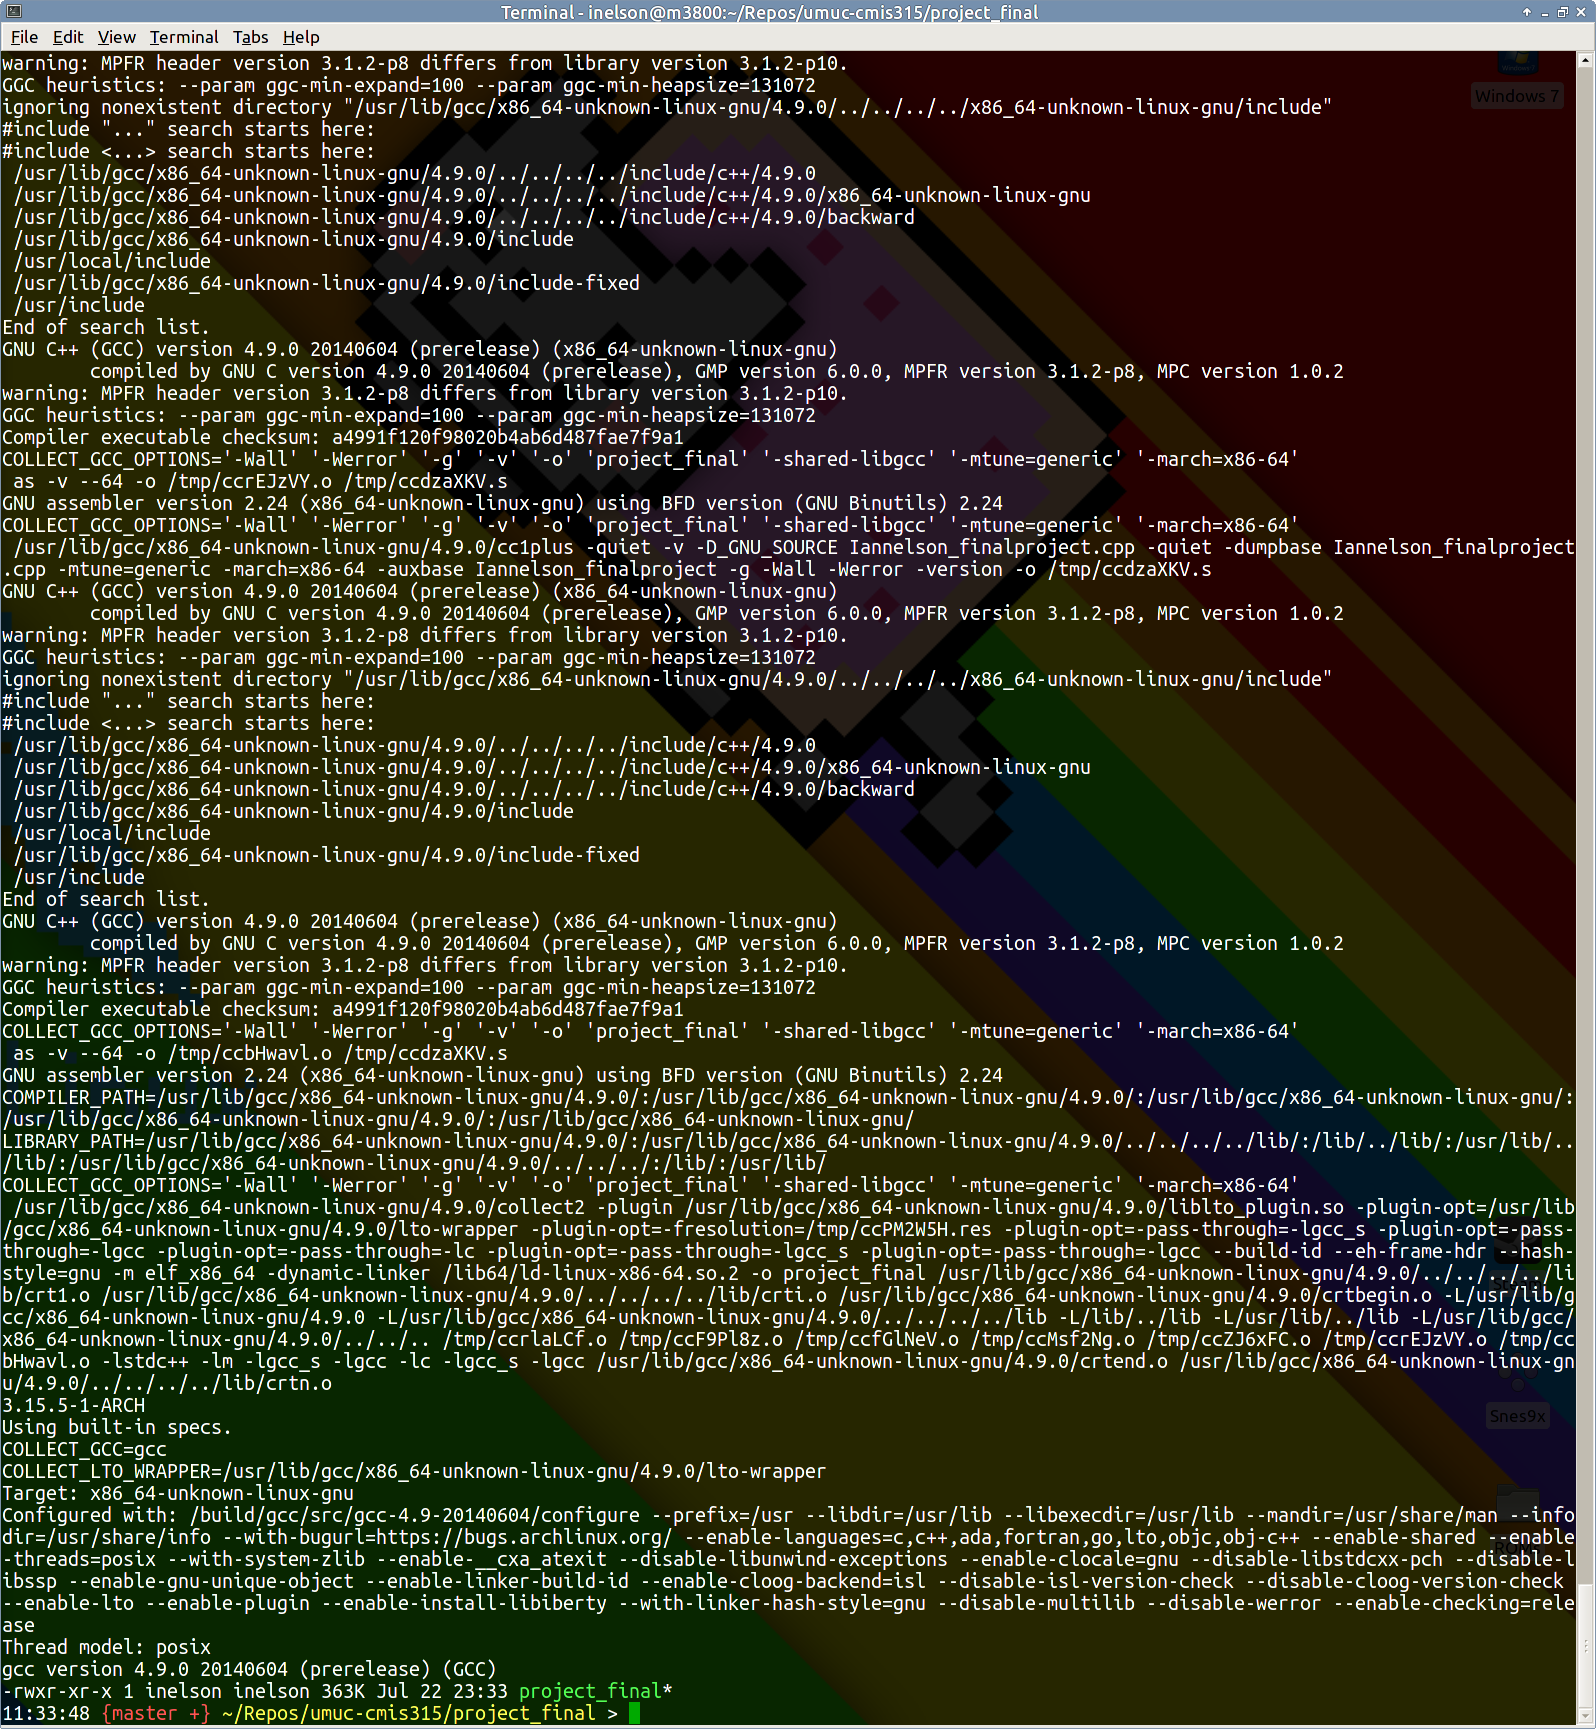 Terminal - inelson@m3800:~/Repos/umuc-cmis315/project_final
File Edit View Terminal Tabs Help
warning: MPFR header version 3.1.2-p8 differs from library version 3.1.2-p10.
GGC heuristics: --param ggc-min-expand=100 --param ggc-min-heapsize=131072
ignoring nonexistent directory "/usr/lib/gcc/x86_64-unknown-linux-gnu/4.9.0/../../../../x86_64-unknown-linux-gnu/include"
#include "..." search starts here:
#include <...> search starts here:
 /usr/lib/gcc/x86_64-unknown-linux-gnu/4.9.0/../../../../include/c++/4.9.0
 /usr/lib/gcc/x86_64-unknown-linux-gnu/4.9.0/../../../../include/c++/4.9.0/x86_64-unknown-linux-gnu
 /usr/lib/gcc/x86_64-unknown-linux-gnu/4.9.0/../../../../include/c++/4.9.0/backward
 /usr/lib/gcc/x86_64-unknown-linux-gnu/4.9.0/include
 /usr/local/include
 /usr/lib/gcc/x86_64-unknown-linux-gnu/4.9.0/include-fixed
 /usr/include
End of search list.
GNU C++ (GCC) version 4.9.0 20140604 (prerelease) (x86_64-unknown-linux-gnu)
        compiled by GNU C version 4.9.0 20140604 (prerelease), GMP version 6.0.0, MPFR version 3.1.2-p8, MPC version 1.0.2
warning: MPFR header version 3.1.2-p8 differs from library version 3.1.2-p10.
GGC heuristics: --param ggc-min-expand=100 --param ggc-min-heapsize=131072
Compiler executable checksum: a4991f120f98020b4ab6d487fae7f9a1
COLLECT_GCC_OPTIONS='-Wall' '-Werror' '-g' '-v' '-o' 'project_final' '-shared-libgcc' '-mtune=generic' '-march=x86-64'
 as -v --64 -o /tmp/ccrEJzVY.o /tmp/ccdzaXKV.s
GNU assembler version 2.24 (x86_64-unknown-linux-gnu) using BFD version (GNU Binutils) 2.24
COLLECT_GCC_OPTIONS='-Wall' '-Werror' '-g' '-v' '-o' 'project_final' '-shared-libgcc' '-mtune=generic' '-march=x86-64'
 /usr/lib/gcc/x86_64-unknown-linux-gnu/4.9.0/cc1plus -quiet -v -D_GNU_SOURCE Iannelson_finalproject.cpp -quiet -dumpbase Iannelson_finalproject
.cpp -mtune=generic -march=x86-64 -auxbase Iannelson_finalproject -g -Wall -Werror -version -o /tmp/ccdzaXKV.s
GNU C++ (GCC) version 4.9.0 20140604 (prerelease) (x86_64-unknown-linux-gnu)
        compiled by GNU C version 4.9.0 20140604 (prerelease), GMP version 6.0.0, MPFR version 3.1.2-p8, MPC version 1.0.2
warning: MPFR header version 3.1.2-p8 differs from library version 3.1.2-p10.
GGC heuristics: --param ggc-min-expand=100 --param ggc-min-heapsize=131072
ignoring nonexistent directory "/usr/lib/gcc/x86_64-unknown-linux-gnu/4.9.0/../../../../x86_64-unknown-linux-gnu/include"
#include "..." search starts here:
#include <...> search starts here:
 /usr/lib/gcc/x86_64-unknown-linux-gnu/4.9.0/../../../../include/c++/4.9.0
 /usr/lib/gcc/x86_64-unknown-linux-gnu/4.9.0/../../../../include/c++/4.9.0/x86_64-unknown-linux-gnu
 /usr/lib/gcc/x86_64-unknown-linux-gnu/4.9.0/../../../../include/c++/4.9.0/backward
 /usr/lib/gcc/x86_64-unknown-linux-gnu/4.9.0/include
 /usr/local/include
 /usr/lib/gcc/x86_64-unknown-linux-gnu/4.9.0/include-fixed
 /usr/include
End of search list.
GNU C++ (GCC) version 4.9.0 20140604 (prerelease) (x86_64-unknown-linux-gnu)
        compiled by GNU C version 4.9.0 20140604 (prerelease), GMP version 6.0.0, MPFR version 3.1.2-p8, MPC version 1.0.2
warning: MPFR header version 3.1.2-p8 differs from library version 3.1.2-p10.
GGC heuristics: --param ggc-min-expand=100 --param ggc-min-heapsize=131072
Compiler executable checksum: a4991f120f98020b4ab6d487fae7f9a1
COLLECT_GCC_OPTIONS='-Wall' '-Werror' '-g' '-v' '-o' 'project_final' '-shared-libgcc' '-mtune=generic' '-march=x86-64'
 as -v --64 -o /tmp/ccbHwavl.o /tmp/ccdzaXKV.s
GNU assembler version 2.24 (x86_64-unknown-linux-gnu) using BFD version (GNU Binutils) 2.24
COMPILER_PATH=/usr/lib/gcc/x86_64-unknown-linux-gnu/4.9.0/:/usr/lib/gcc/x86_64-unknown-linux-gnu/4.9.0/:/usr/lib/gcc/x86_64-unknown-linux-gnu/:
/usr/lib/gcc/x86_64-unknown-linux-gnu/4.9.0/:/usr/lib/gcc/x86_64-unknown-linux-gnu/
LIBRARY_PATH=/usr/lib/gcc/x86_64-unknown-linux-gnu/4.9.0/:/usr/lib/gcc/x86_64-unknown-linux-gnu/4.9.0/../../../../lib/:/lib/../lib/:/usr/lib/..
/lib/:/usr/lib/gcc/x86_64-unknown-linux-gnu/4.9.0/../../../:/lib/:/usr/lib/
COLLECT_GCC_OPTIONS='-Wall' '-Werror' '-g' '-v' '-o' 'project_final' '-shared-libgcc' '-mtune=generic' '-march=x86-64'
 /usr/lib/gcc/x86_64-unknown-linux-gnu/4.9.0/collect2 -plugin /usr/lib/gcc/x86_64-unknown-linux-gnu/4.9.0/liblto_plugin.so -plugin-opt=/usr/lib
/gcc/x86_64-unknown-linux-gnu/4.9.0/lto-wrapper -plugin-opt=-fresolution=/tmp/ccPM2W5H.res -plugin-opt=-pass-through=-lgcc_s -plugin-opt=-pass-
through=-lgcc -plugin-opt=-pass-through=-lc -plugin-opt=-pass-through=-lgcc_s -plugin-opt=-pass-through=-lgcc --build-id --eh-frame-hdr --hash-
style=gnu -m elf_x86_64 -dynamic-linker /lib64/ld-linux-x86-64.so.2 -o project_final /usr/lib/gcc/x86_64-unknown-linux-gnu/4.9.0/../../../../li
b/crt1.o /usr/lib/gcc/x86_64-unknown-linux-gnu/4.9.0/../../../../lib/crti.o /usr/lib/gcc/x86_64-unknown-linux-gnu/4.9.0/crtbegin.o -L/usr/lib/g
cc/x86_64-unknown-linux-gnu/4.9.0 -L/usr/lib/gcc/x86_64-unknown-linux-gnu/4.9.0/../../../../lib -L/lib/../lib -L/usr/lib/../lib -L/usr/lib/gcc/
x86_64-unknown-linux-gnu/4.9.0/../../.. /tmp/ccrlaLCf.o /tmp/ccF9Pl8z.o /tmp/ccfGlNeV.o /tmp/ccMsf2Ng.o /tmp/ccZJ6xFC.o /tmp/ccrEJzVY.o /tmp/cc
bHwavl.o -lstdc++ -lm -lgcc_s -lgcc -lc -lgcc_s -lgcc /usr/lib/gcc/x86_64-unknown-linux-gnu/4.9.0/crtend.o /usr/lib/gcc/x86_64-unknown-linux-gn
u/4.9.0/../../../../lib/crtn.o
3.15.5-1-ARCH
Using built-in specs.
COLLECT_GCC=gcc
COLLECT_LTO_WRAPPER=/usr/lib/gcc/x86_64-unknown-linux-gnu/4.9.0/lto-wrapper
Target: x86_64-unknown-linux-gnu
Configured with: /build/gcc/src/gcc-4.9-20140604/configure --prefix=/usr --libdir=/usr/lib --libexecdir=/usr/lib --mandir=/usr/share/man --info
dir=/usr/share/info --with-bugurl=https://bugs.archlinux.org/ --enable-languages=c,c++,ada,fortran,go,lto,objc,obj-c++ --enable-shared --enable
-threads=posix --with-system-zlib --enable-__cxa_atexit --disable-libunwind-exceptions --enable-clocale=gnu --disable-libstdcxx-pch --disable-l
ibssp --enable-gnu-unique-object --enable-linker-build-id --enable-cloog-backend=isl --disable-isl-version-check --disable-cloog-version-check 
--enable-lto --enable-plugin --enable-install-libiberty --with-linker-hash-style=gnu --disable-multilib --disable-werror --enable-checking=rele
ase
Thread model: posix
gcc version 4.9.0 20140604 (prerelease) (GCC)
-rwxr-xr-x 1 inelson inelson 363K Jul 22 23:33 project_final*
11:33:48 {master +} ~/Repos/umuc-cmis315/project_final >
Windows 7
Snes9x